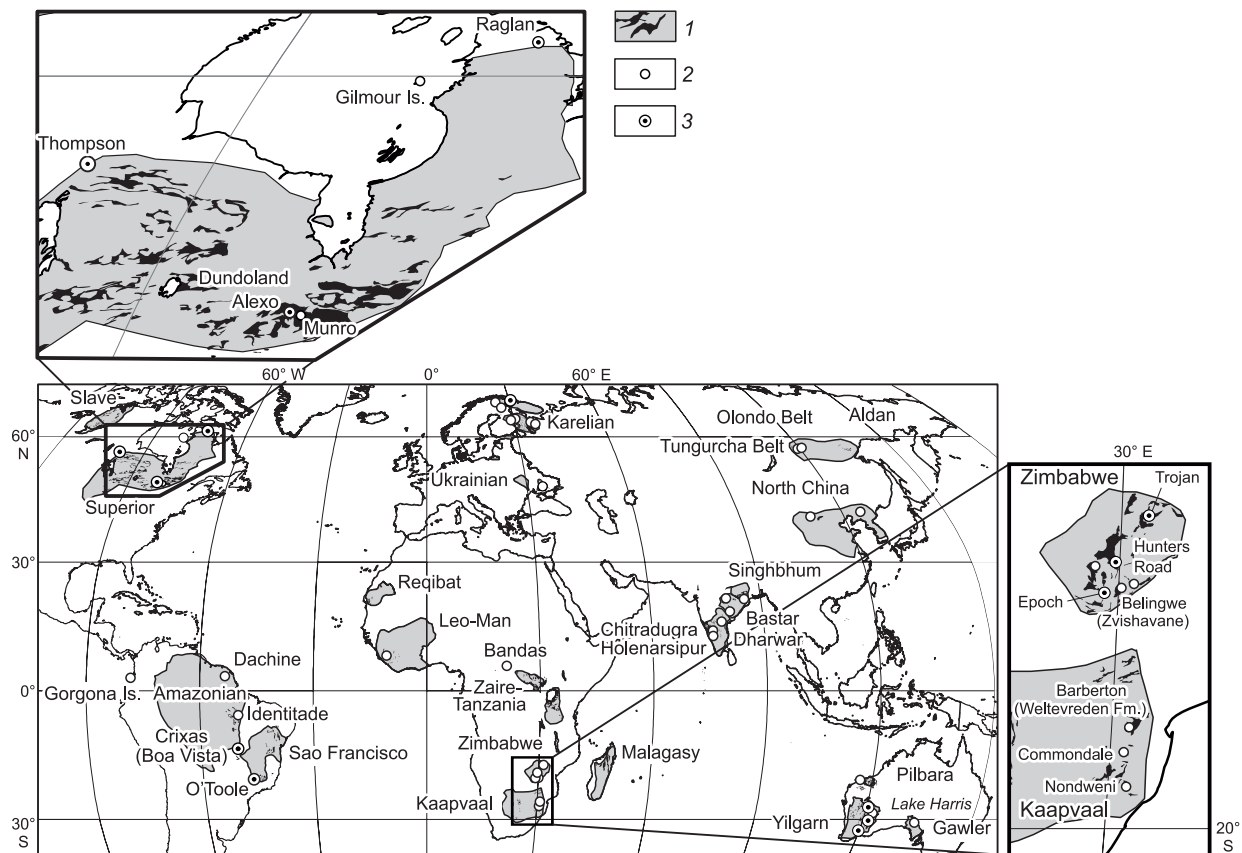 Raglan
Gilmour Is.
Thompson
Dundoland
Alexo
Munro
1
2
3
60° W
0°
60° E
Slave
Superior
60°
N
30°
0°
30°
S
Karelian
Ukrainian
Olondo Belt
Aldan
Tungurcha Belt
North China
Reqibat
Leo-Man
Singhbhum
Chitradugra
Holenarsipur
Bastar
Dharwar
Bandas
Zaire-
Tanzania
Dachine
Gorgona Is.
Amazonian
Identitade
Crixas
(Boa Vista)
Sao Francisco
O'Toole
Zimbabwe
Kaapvaal
Malagasy
Pilbara
Lake Harris
Yilgarn
Gawler
30° E
Zimbabwe
Trojan
Hunters
Road
Epoch
Belingwe
(Zvishavane)
Barberton
(Weltevreden Fm.)
Commondale
Nondweni
Kaapvaal
20°
S